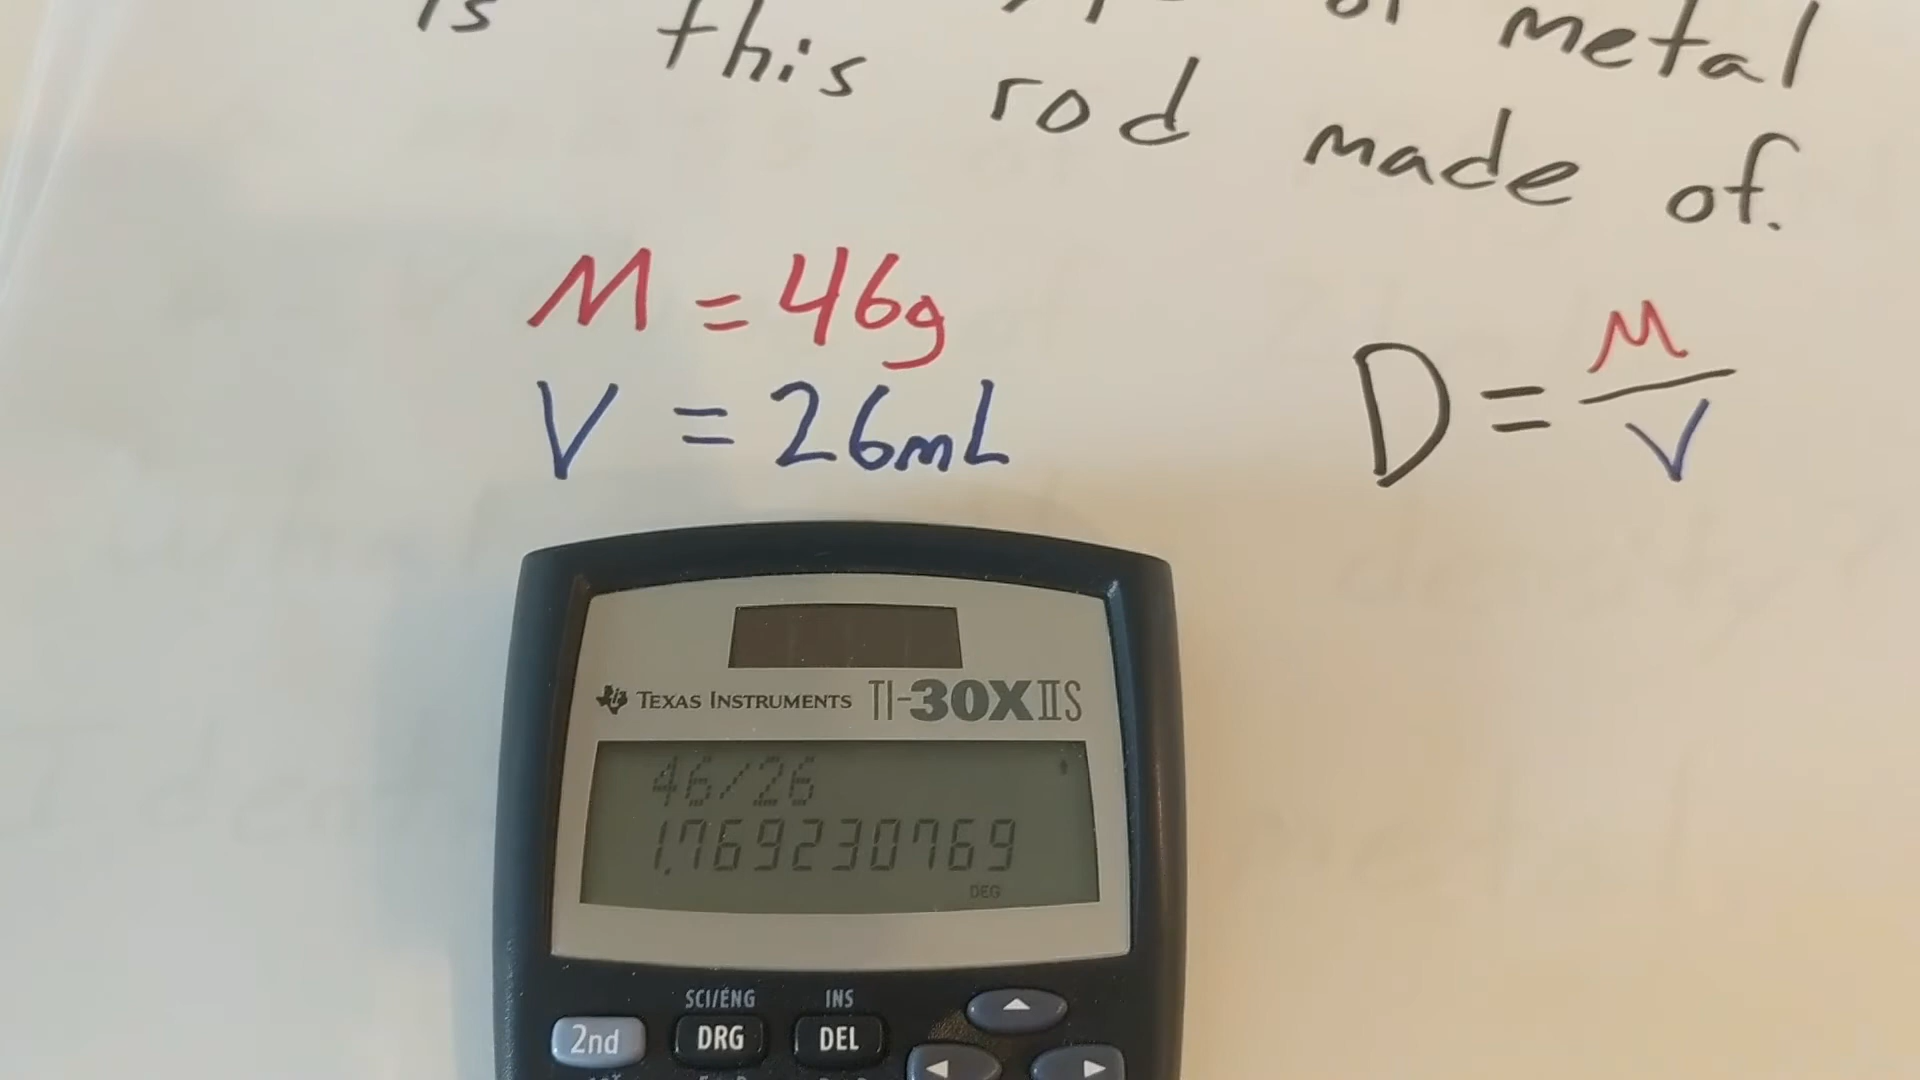 is this rod made of.
of metal
M = 46g
V = 26mL
D = M/V
TEXAS INSTRUMENTS TI-30XIIS
46/26
1.769230769
DEG
SCI/ENG INS
2nd DRG DEL